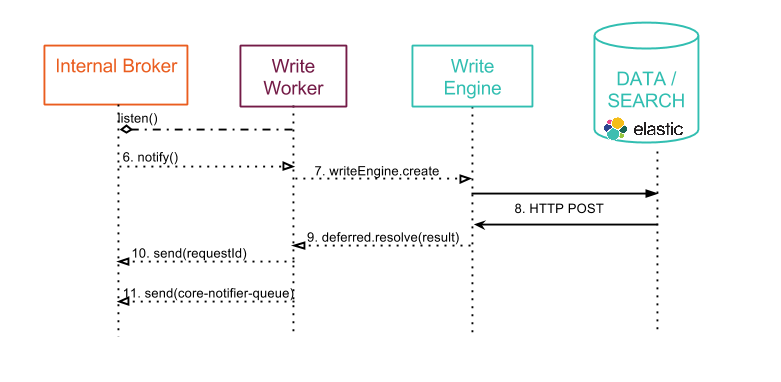 Internal Broker
Write
Worker
Write
Engine
DATA /
SEARCH
elastic
listen()
6. notify()
7. writeEngine.create
8. HTTP POST
9. deferred.resolve(result)
10. send(requestId)
11. send(core-notifier-queue)